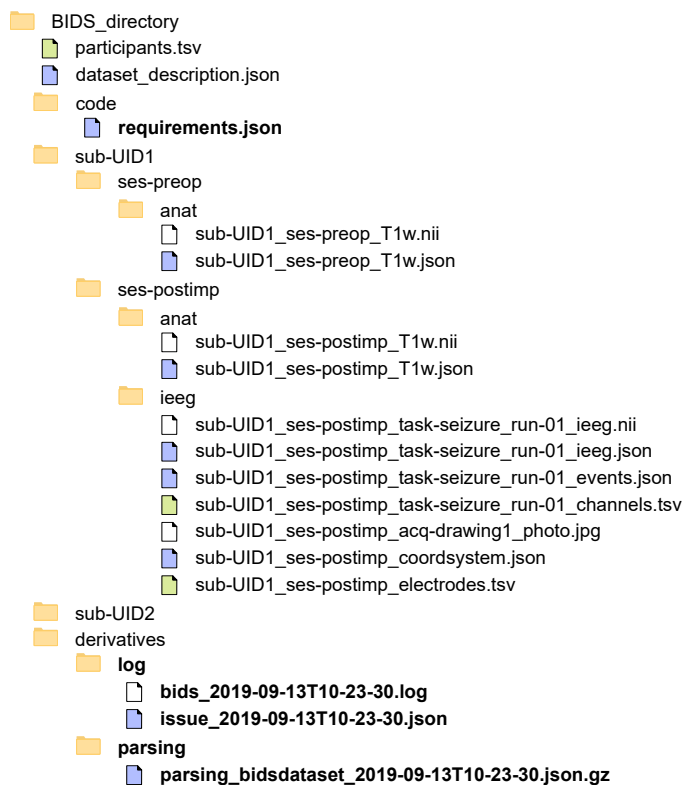 BIDS_directory
participants.tsv
dataset_description.json
code
requirements.json
sub-UID1
ses-preop
anat
sub-UID1_ses-preop_T1w.nii
sub-UID1_ses-preop_T1w.json
ses-postimp
anat
sub-UID1_ses-postimp_T1w.nii
sub-UID1_ses-postimp_T1w.json
ieeg
sub-UID1_ses-postimp_task-seizure_run-01_ieeg.nii
sub-UID1_ses-postimp_task-seizure_run-01_ieeg.json
sub-UID1_ses-postimp_task-seizure_run-01_events.json
sub-UID1_ses-postimp_task-seizure_run-01_channels.tsv
sub-UID1_ses-postimp_acq-drawing1_photo.jpg
sub-UID1_ses-postimp_coordsystem.json
sub-UID1_ses-postimp_electrodes.tsv
sub-UID2
derivatives
log
bids_2019-09-13T10-23-30.log
issue_2019-09-13T10-23-30.json
parsing
parsing_bidsdataset_2019-09-13T10-23-30.json.gz